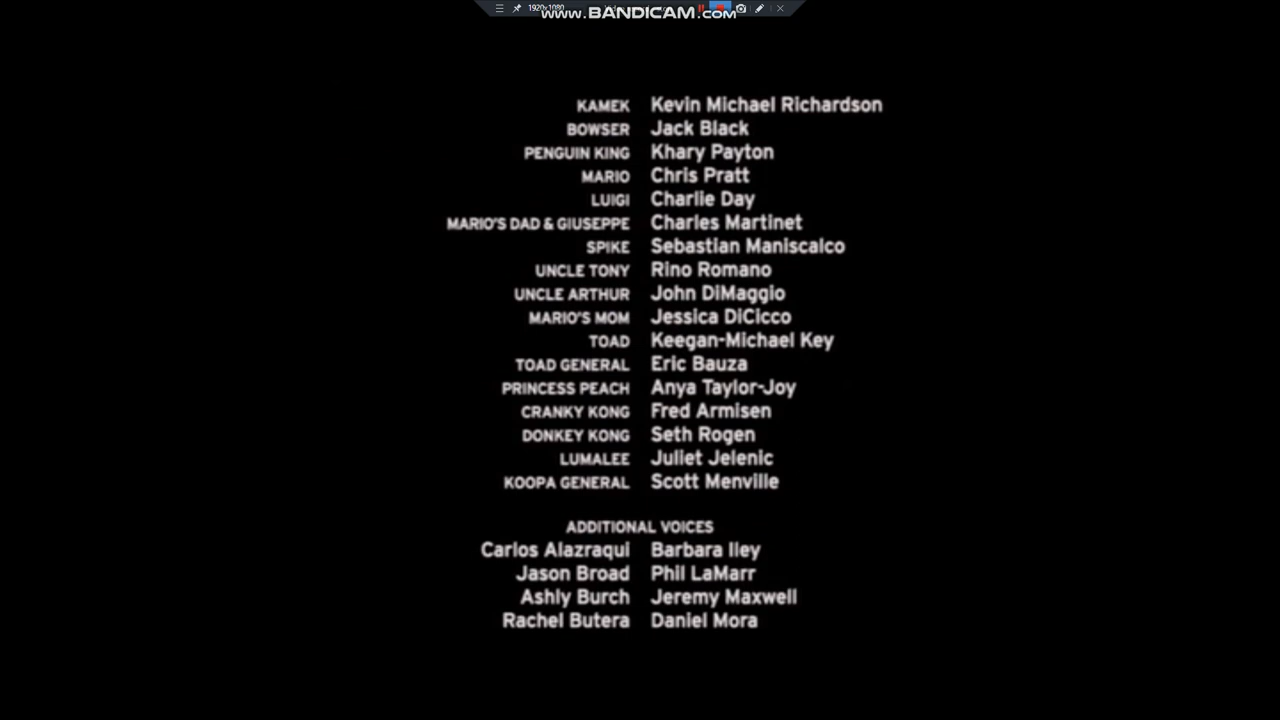 1920x1080
www.BANDICAM.com
KAMEK Kevin Michael Richardson
BOWSER Jack Black
PENGUIN KING Khary Payton
MARIO Chris Pratt
LUIGI Charlie Day
MARIO'S DAD & GIUSEPPE Charles Martinet
SPIKE Sebastian Maniscalco
UNCLE TONY Rino Romano
UNCLE ARTHUR John DiMaggio
MARIO'S MOM Jessica DiCicco
TOAD Keegan-Michael Key
TOAD GENERAL Eric Bauza
PRINCESS PEACH Anya Taylor-Joy
CRANKY KONG Fred Armisen
DONKEY KONG Seth Rogen
LUMALEE Juliet Jelenic
KOOPA GENERAL Scott Menville
ADDITIONAL VOICES
Carlos Alazraqui Barbara Iley
Jason Broad Phil LaMarr
Ashly Burch Jeremy Maxwell
Rachel Butera Daniel Mora